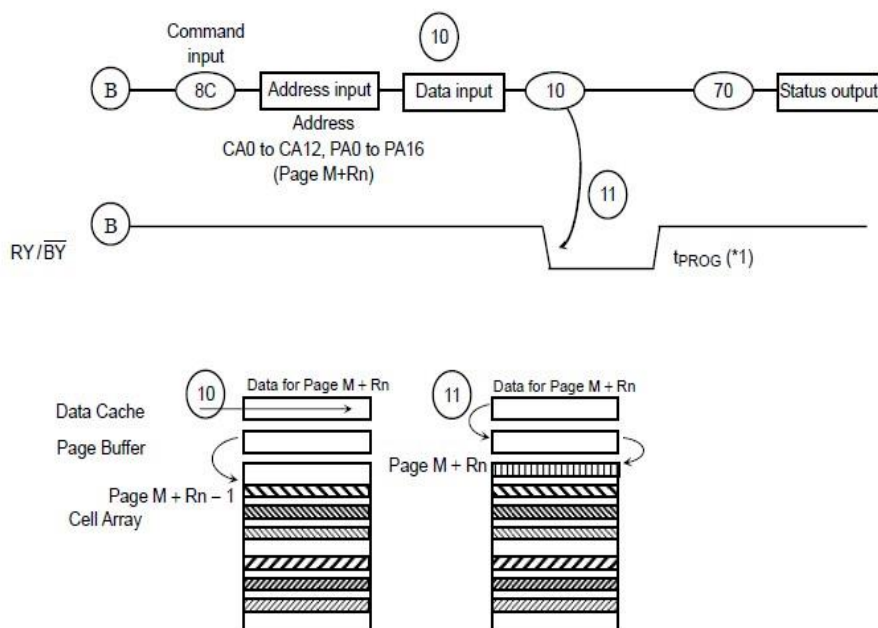 Command
input
10
B
8C
Address input
Data input
10
70
Status output
Address
CA0 to CA12, PA0 to PA16
(Page M+Rn)
11
B
RY/BY
tPROG (*1)
10
Data for Page M + Rn
11
Data for Page M + Rn
Data Cache
Page Buffer
Page M + Rn
Page M + Rn – 1
Cell Array